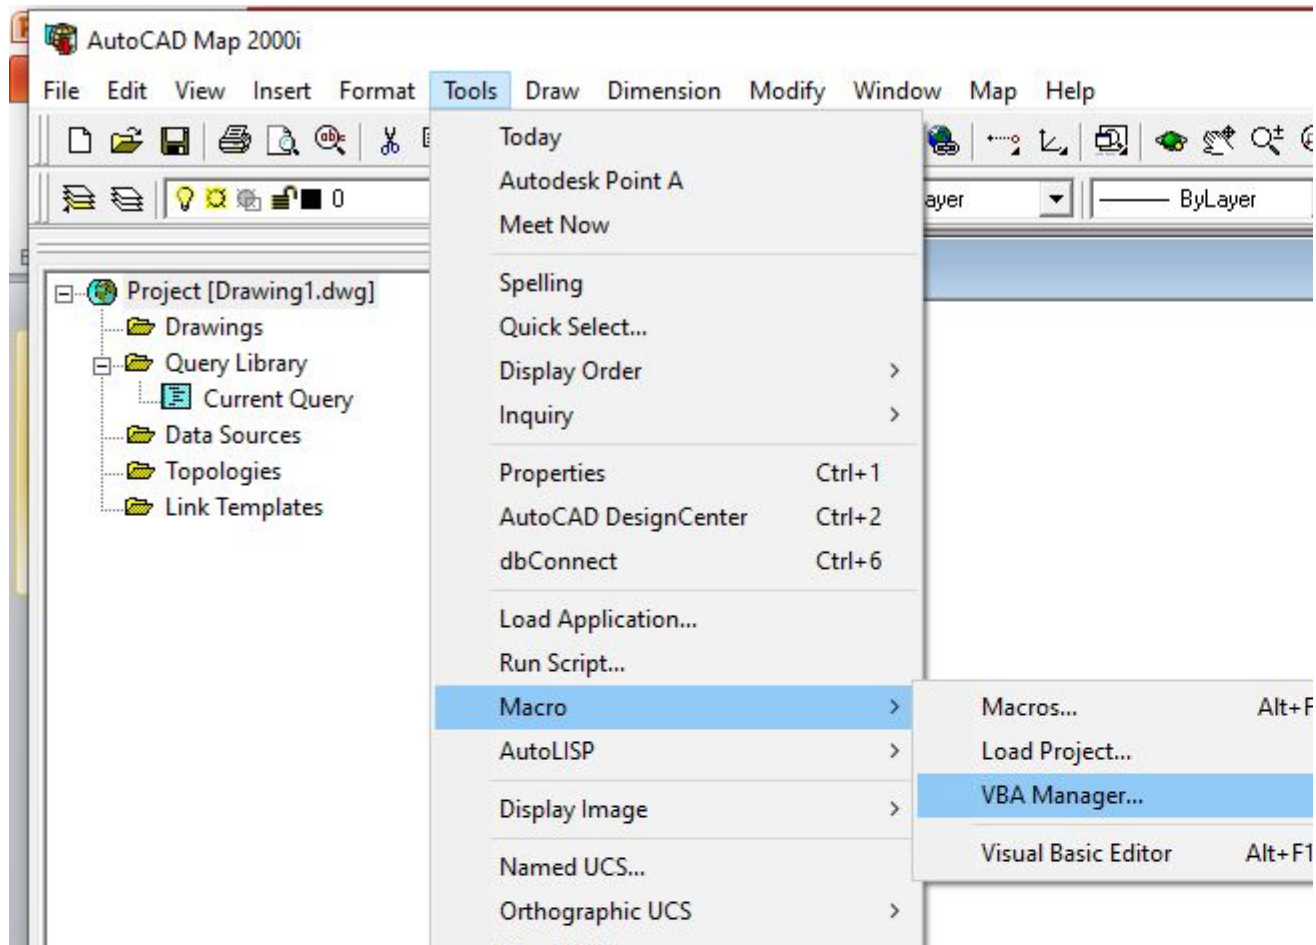 AutoCAD Map 2000i
File Edit View Insert Format Tools Draw Dimension Modify Window Map Help
0
ayer
ByLayer
Project [Drawing1.dwg]
Drawings
Query Library
Current Query
Data Sources
Topologies
Link Templates
Today
Autodesk Point A
Meet Now
Spelling
Quick Select...
Display Order
Inquiry
Properties Ctrl+1
AutoCAD DesignCenter Ctrl+2
dbConnect Ctrl+6
Load Application...
Run Script...
Macro
AutoLISP
Display Image
Named UCS...
Orthographic UCS
Macros... Alt+F
Load Project...
VBA Manager...
Visual Basic Editor Alt+F1